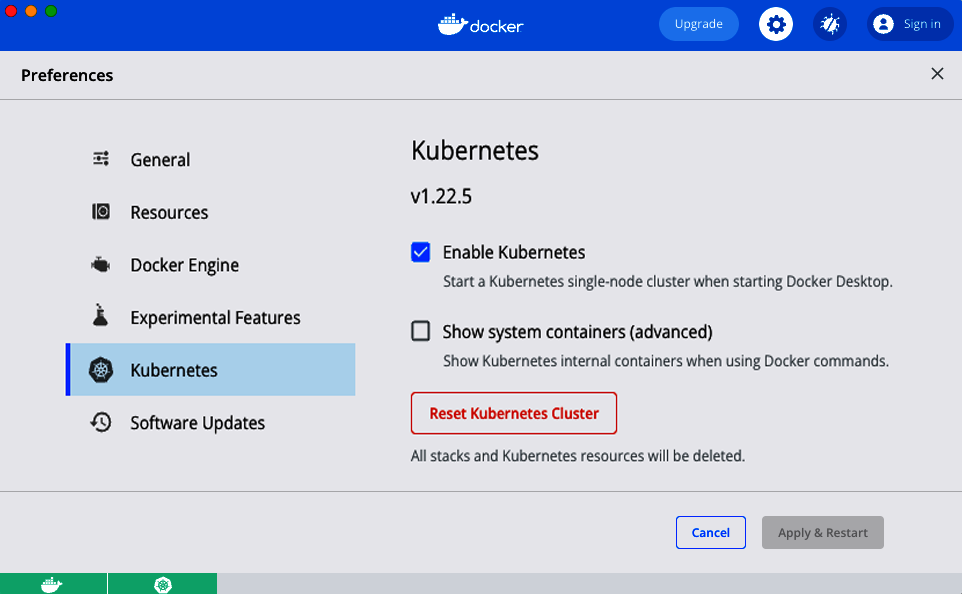 docker
Upgrade
Sign in
Preferences
General
Resources
Docker Engine
Experimental Features
Kubernetes
Software Updates
Kubernetes
v1.22.5
Enable Kubernetes
Start a Kubernetes single-node cluster when starting Docker Desktop.
Show system containers (advanced)
Show Kubernetes internal containers when using Docker commands.
Reset Kubernetes Cluster
All stacks and Kubernetes resources will be deleted.
Cancel
Apply & Restart